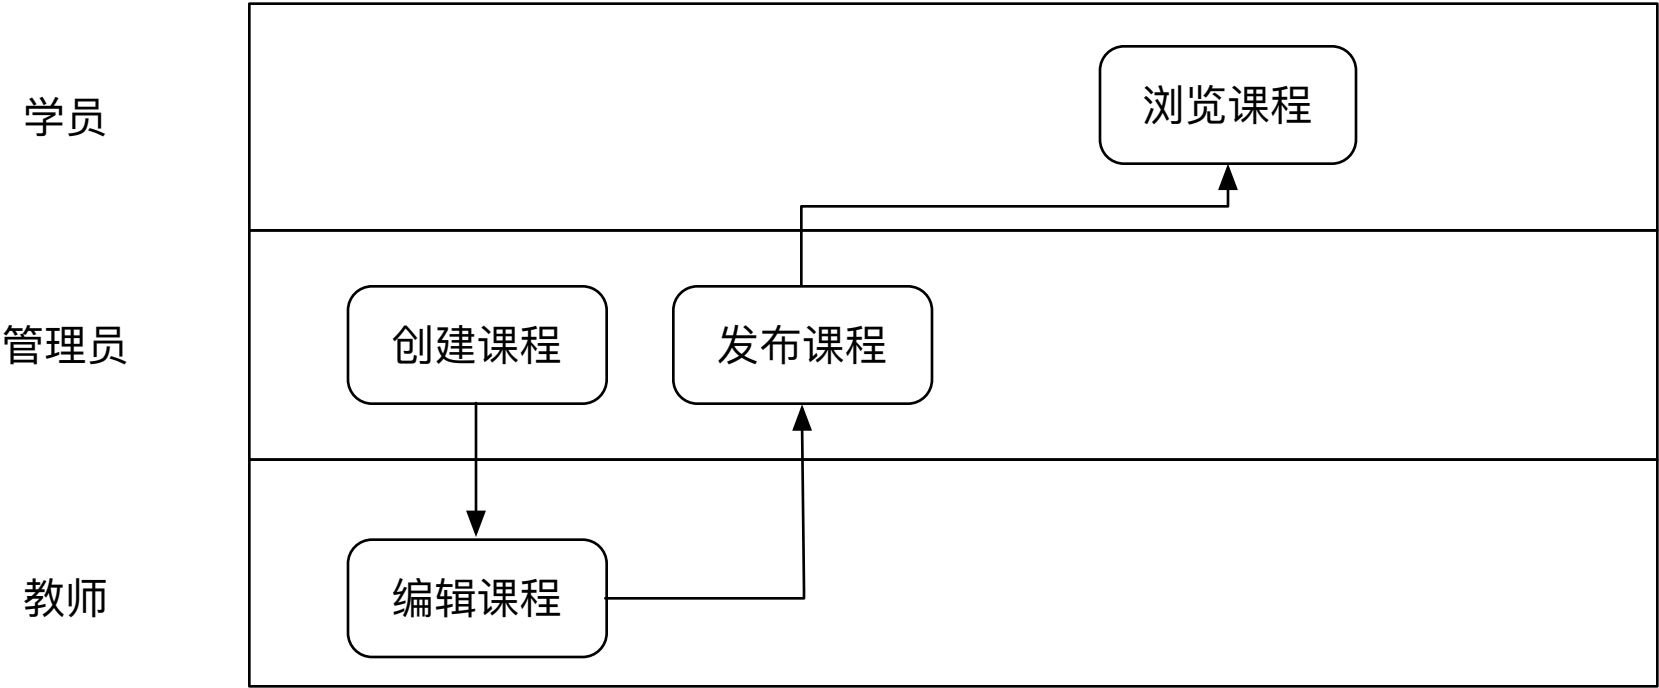 学员
浏览课程
管理员
创建课程
发布课程
教师
编辑课程